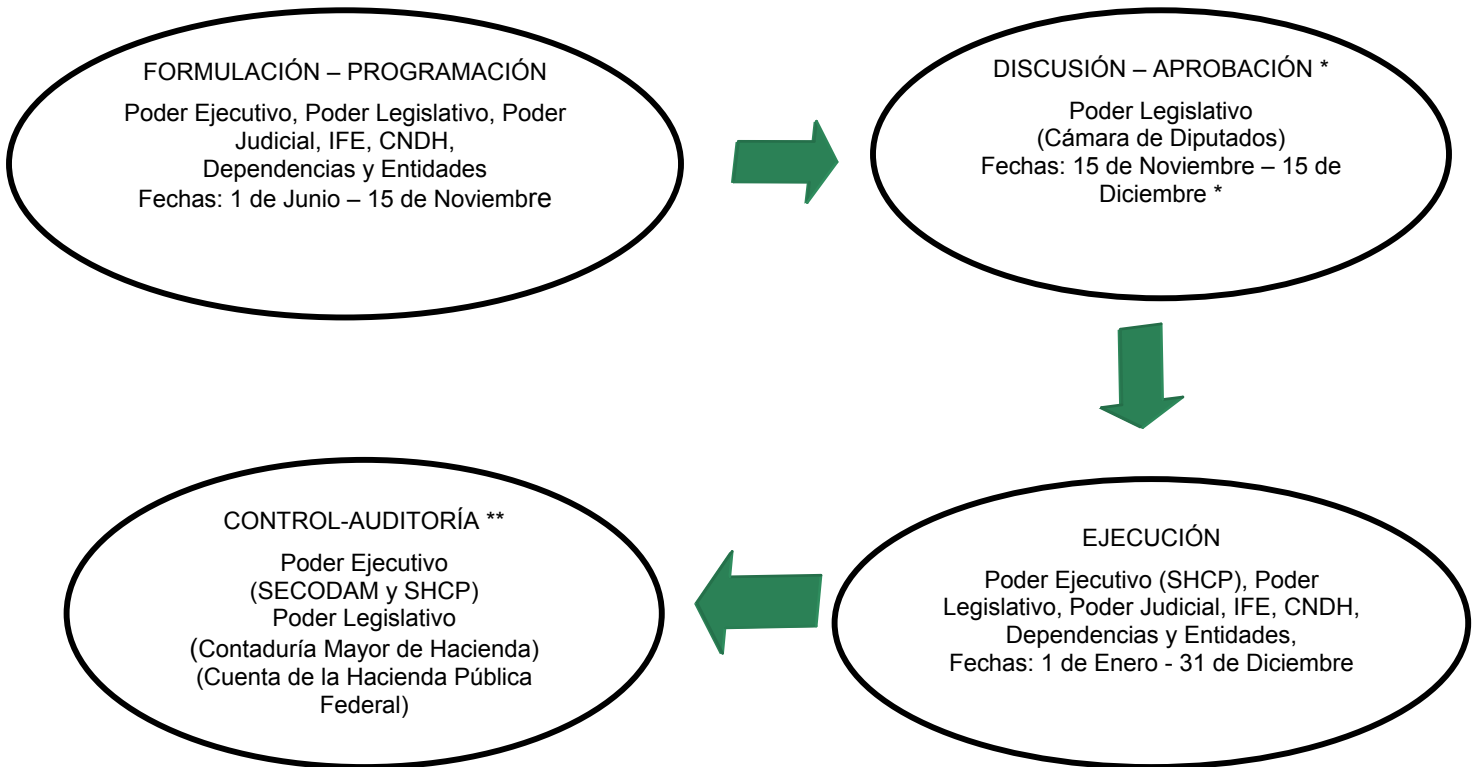 FORMULACIÓN – PROGRAMACIÓN
Poder Ejecutivo, Poder Legislativo, Poder
Judicial, IFE, CNDH,
Dependencias y Entidades
Fechas: 1 de Junio – 15 de Noviembre
DISCUSIÓN – APROBACIÓN *
Poder Legislativo
(Cámara de Diputados)
Fechas: 15 de Noviembre – 15 de
Diciembre *
EJECUCIÓN
Poder Ejecutivo (SHCP), Poder
Legislativo, Poder Judicial, IFE, CNDH,
Dependencias y Entidades,
Fechas: 1 de Enero - 31 de Diciembre
CONTROL-AUDITORÍA **
Poder Ejecutivo
(SECODAM y SHCP)
Poder Legislativo
(Contaduría Mayor de Hacienda)
(Cuenta de la Hacienda Pública
Federal)